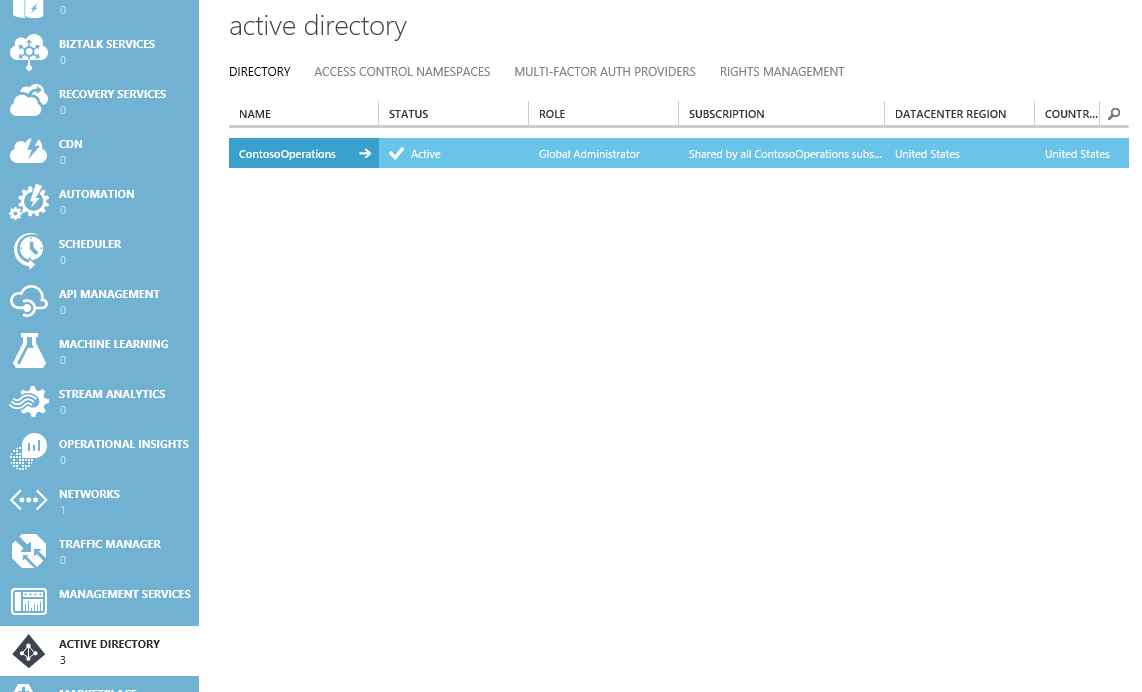 0
BIZTALK SERVICES
0
RECOVERY SERVICES
0
CDN
0
AUTOMATION
0
SCHEDULER
0
API MANAGEMENT
0
MACHINE LEARNING
0
STREAM ANALYTICS
0
OPERATIONAL INSIGHTS
0
NETWORKS
1
TRAFFIC MANAGER
0
MANAGEMENT SERVICES
ACTIVE DIRECTORY
3
MARKETPLACE
active directory
DIRECTORY ACCESS CONTROL NAMESPACES MULTI-FACTOR AUTH PROVIDERS RIGHTS MANAGEMENT
NAME STATUS ROLE SUBSCRIPTION DATACENTER REGION COUNTR...
ContosoOperations Active Global Administrator Shared by all ContosoOperations subs... United States United States